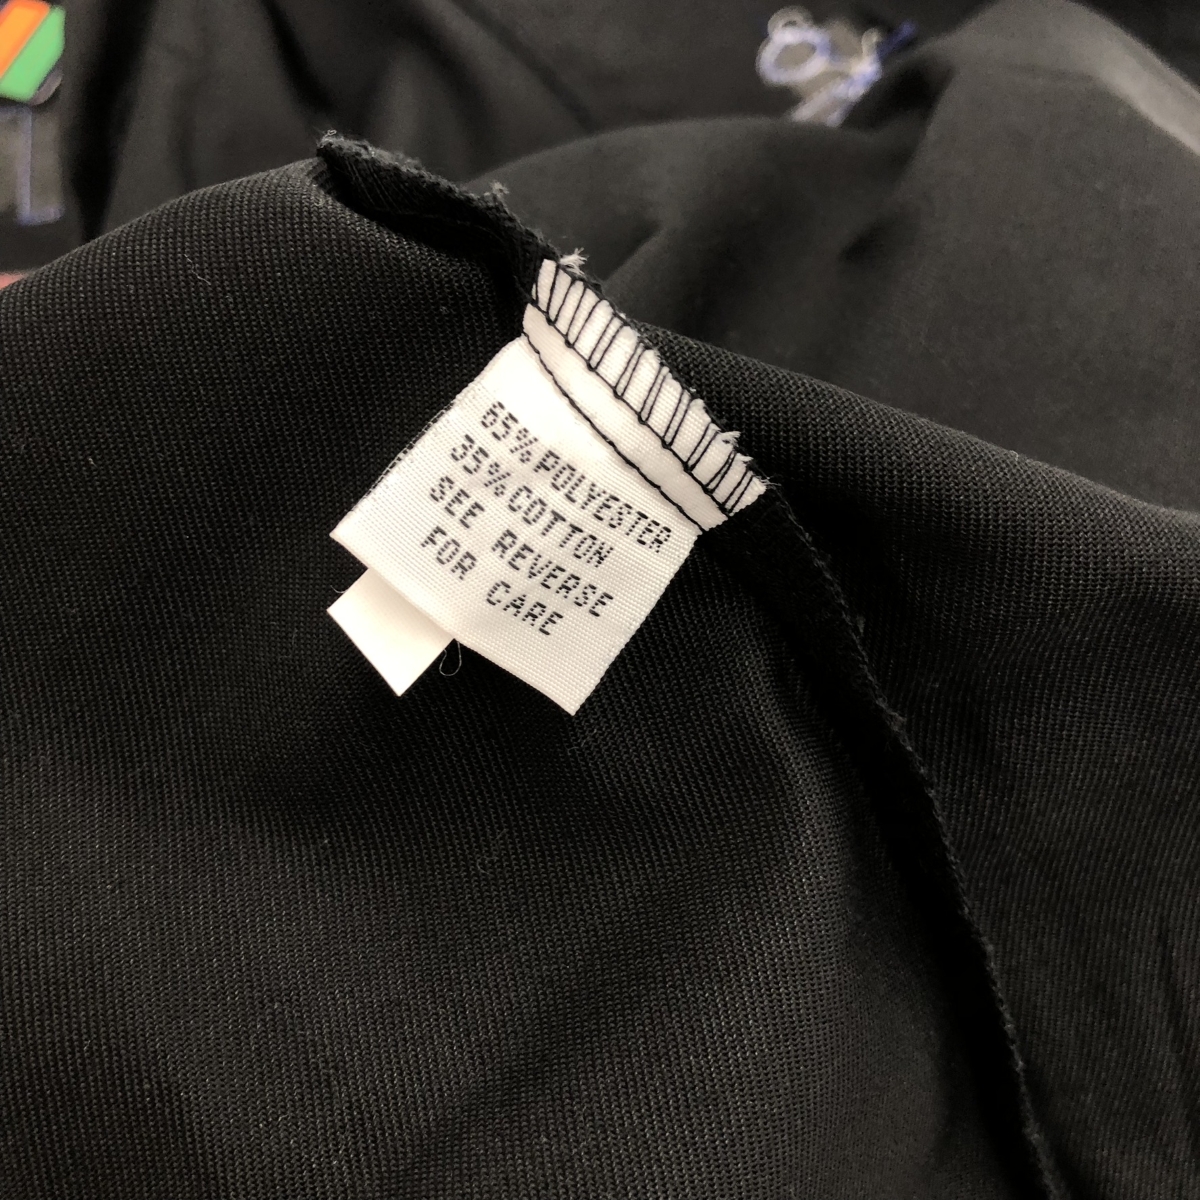 65% POLYESTER
35% COTTON
SEE REVERSE
FOR CARE